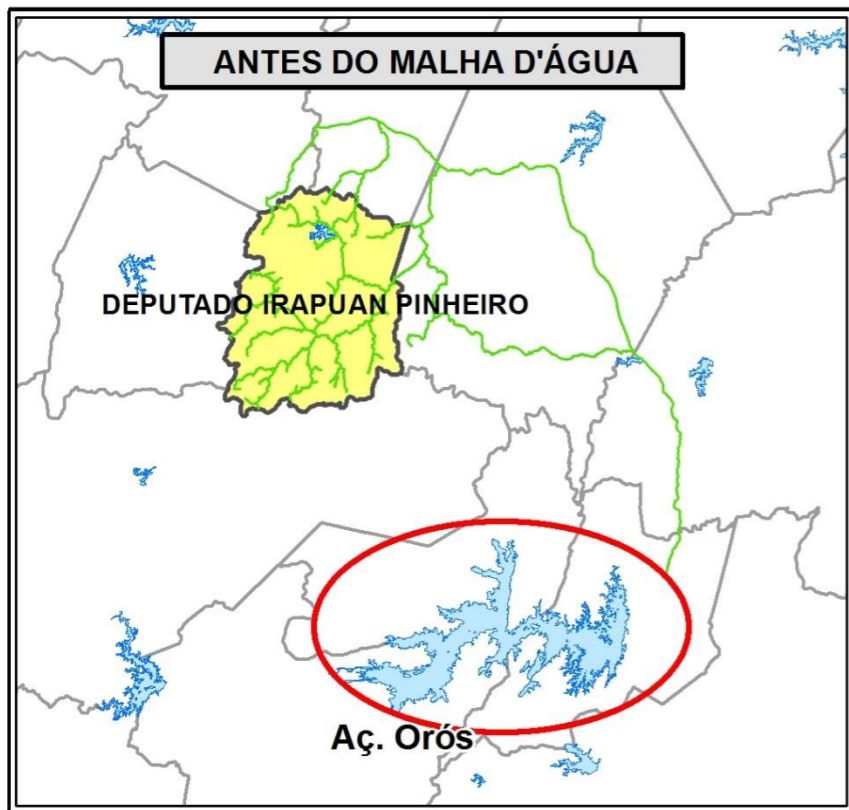 ANTES DO MALHA D'ÁGUA
DEPUTADO IRAPUAN PINHEIRO
Aç. Orós